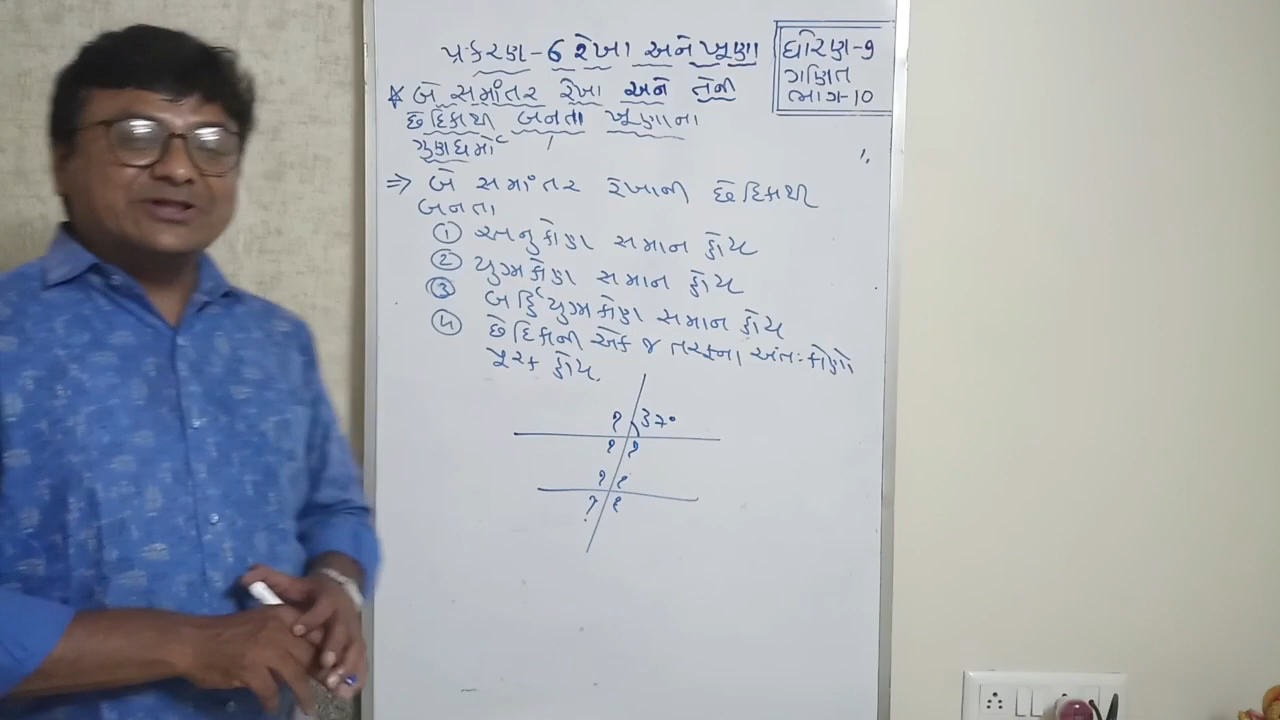 પ્રકરણ-6 રેખા અને ખૂણા
ધોરણ-9
ગણિત
ભાગ-10
* બે સમાંતર રેખા અને તેની
છેદિકાથી બનતા ખૂણાના
ગુણધર્મો
⇒ બે સમાંતર રેખાની છેદિકાથી
બનતા
① અનુકોણ સમાન હોય
② યુગ્મકોણ સમાન હોય
③ બર્હિયુગ્મકોણ સમાન હોય
④ છેદિકાની એક જ તરફના અંતઃકોણો
પૂરક હોય.
? 37°
? ?
? ?
? ?